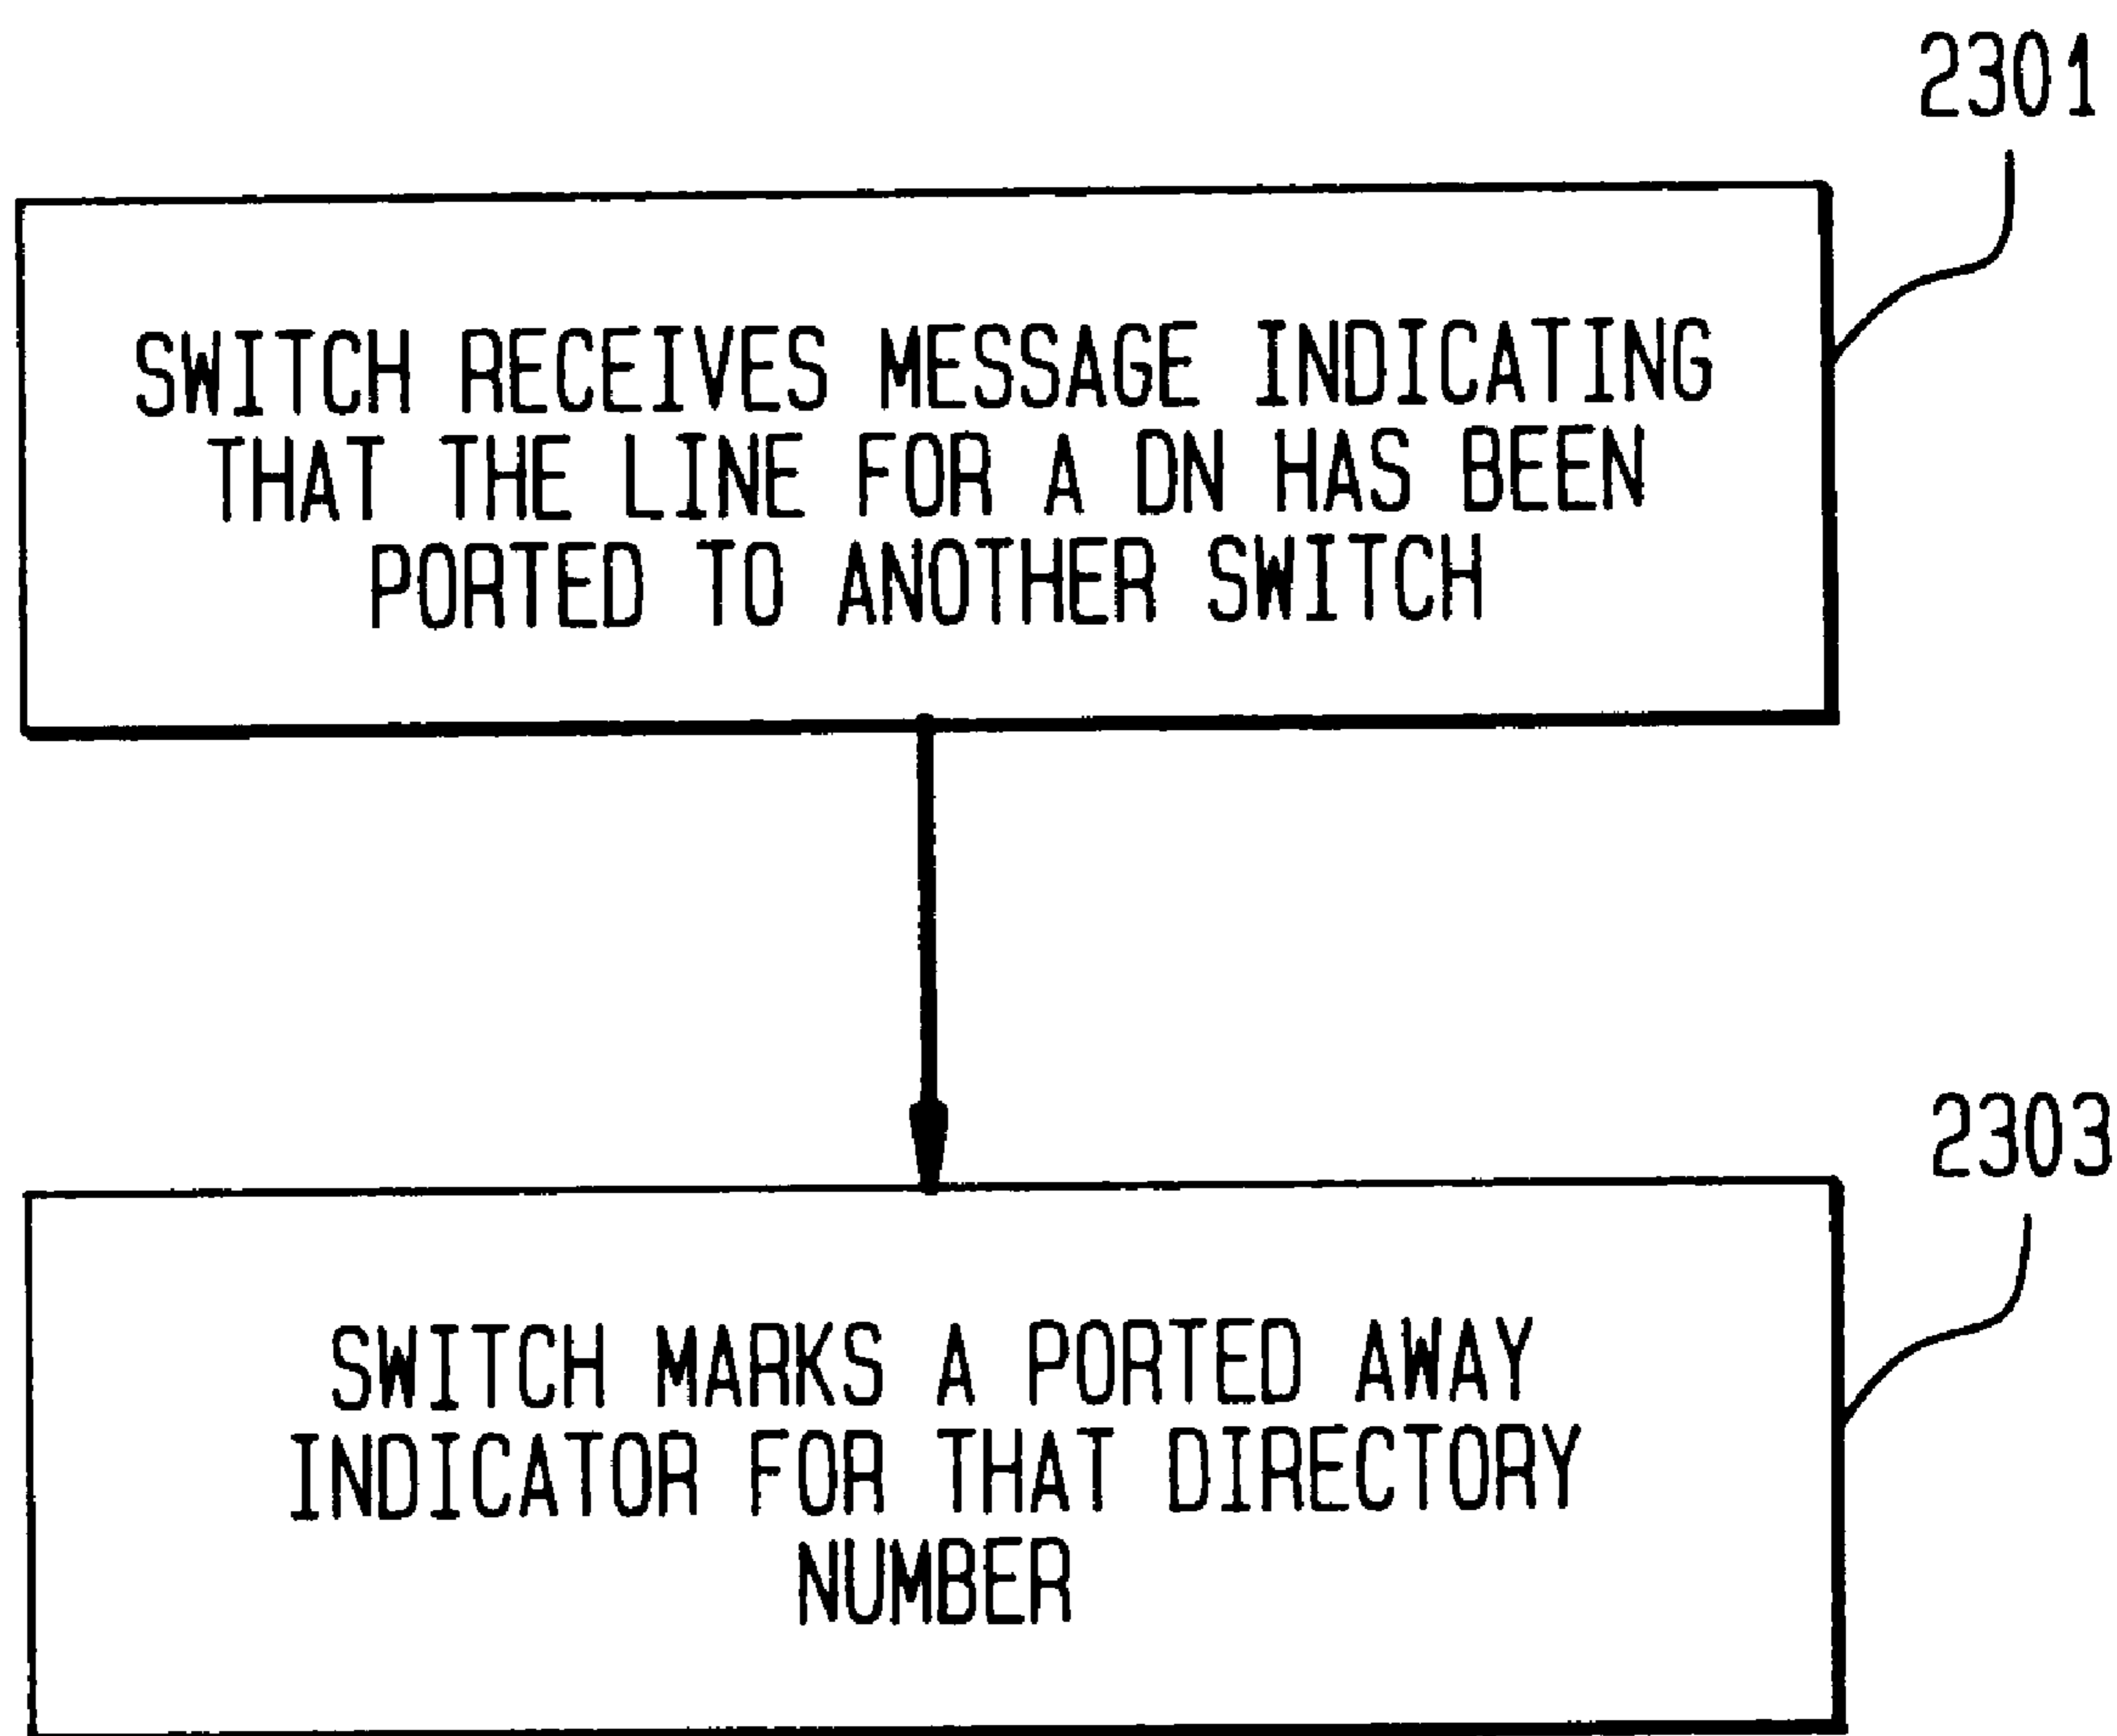 2301
SWITCH RECEIVES MESSAGE INDICATING
THAT THE LINE FOR A DN HAS BEEN
PORTED TO ANOTHER SWITCH
2303
SWITCH MARKS A PORTED AWAY
INDICATOR FOR THAT DIRECTORY
NUMBER